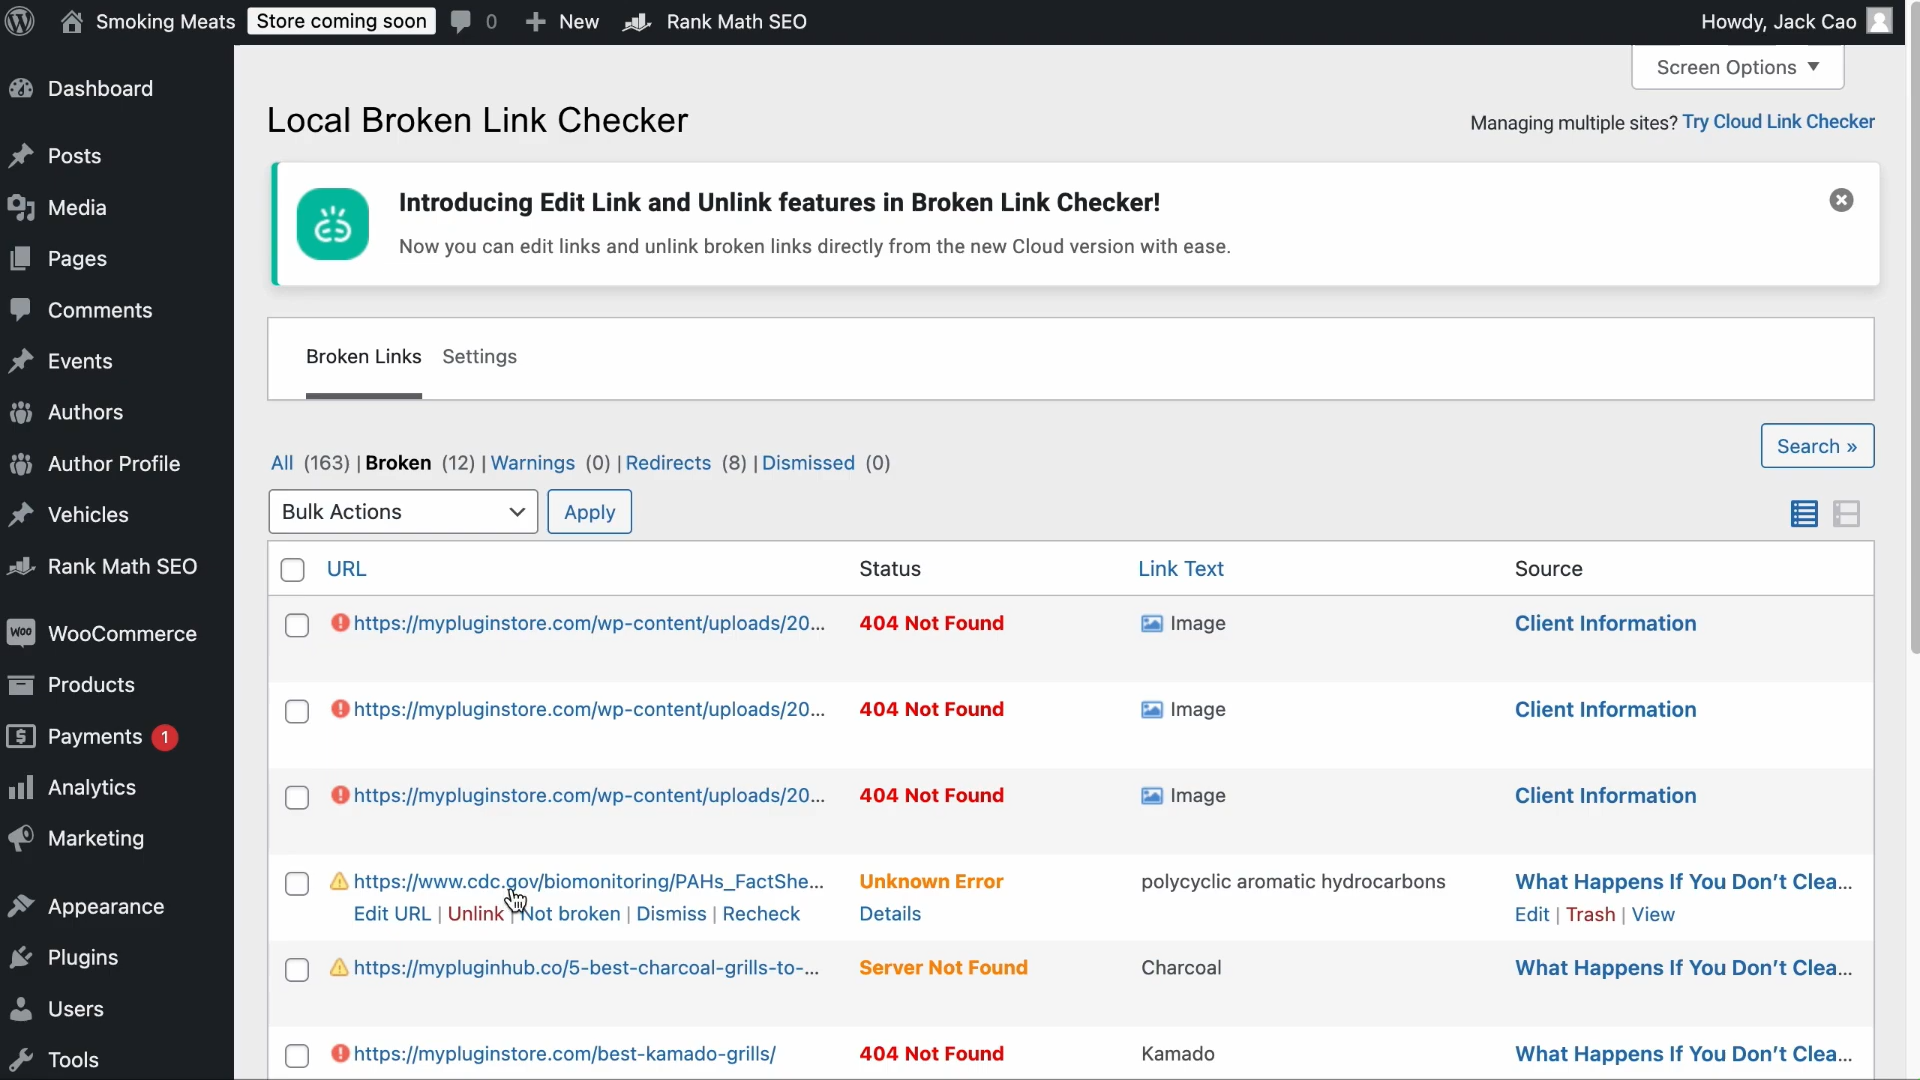 Smoking Meats Store coming soon 0 New Rank Math SEO Howdy, Jack Cao
Screen Options
Dashboard
Posts
Media
Pages
Comments
Events
Authors
Author Profile
Vehicles
Rank Math SEO
WOO WooCommerce
Products
Payments 1
Analytics
Marketing
Appearance
Plugins
Users
Tools
Local Broken Link Checker
Managing multiple sites? Try Cloud Link Checker
Introducing Edit Link and Unlink features in Broken Link Checker!
Now you can edit links and unlink broken links directly from the new Cloud version with ease.
Broken Links Settings
Search »
All (163) | Broken (12) | Warnings (0) | Redirects (8) | Dismissed (0)
Bulk Actions Apply
URL Status Link Text Source
https://mypluginstore.com/wp-content/uploads/20... 404 Not Found Image Client Information
https://mypluginstore.com/wp-content/uploads/20... 404 Not Found Image Client Information
https://mypluginstore.com/wp-content/uploads/20... 404 Not Found Image Client Information
https://www.cdc.gov/biomonitoring/PAHs_FactShe... Unknown Error polycyclic aromatic hydrocarbons What Happens If You Don’t Clea...
Edit URL | Unlink | Not broken | Dismiss | Recheck Details Edit | Trash | View
https://mypluginhub.co/5-best-charcoal-grills-to-... Server Not Found Charcoal What Happens If You Don’t Clea...
https://mypluginstore.com/best-kamado-grills/ 404 Not Found Kamado What Happens If You Don’t Clea...